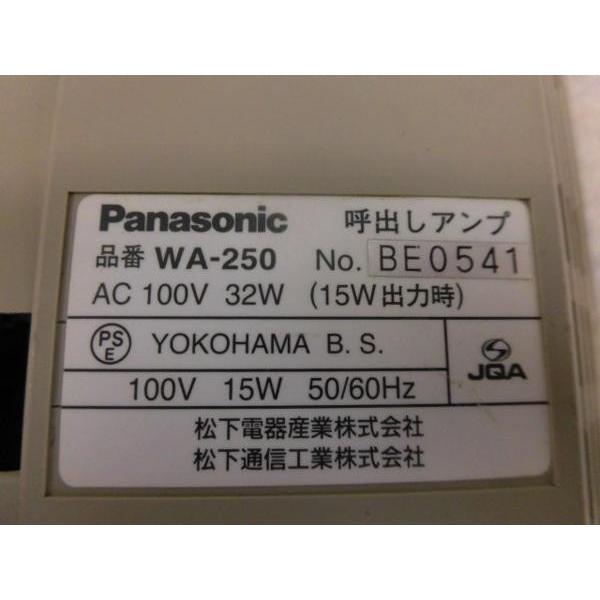 Panasonic 呼出しアンプ
品番 WA-250 No. BE0541
AC 100V 32W (15W出力時)
PSE YOKOHAMA B. S.
JQA
100V 15W 50/60Hz
松下電器産業株式会社
松下通信工業株式会社